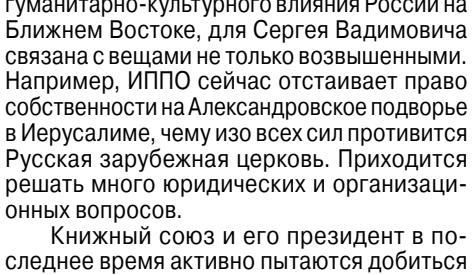 гуманитарно-культурного влияния России на
Ближнем Востоке, для Сергея Вадимовича
связана с вещами не только возвышенными.
Например, ИППО сейчас отстаивает право
собственности на Александровское подворье
в Иерусалиме, чему изо всех сил противится
Русская зарубежная церковь. Приходится
решать много юридических и организаци-
онных вопросов.
Книжный союз и его президент в по-
следнее время активно пытаются добиться